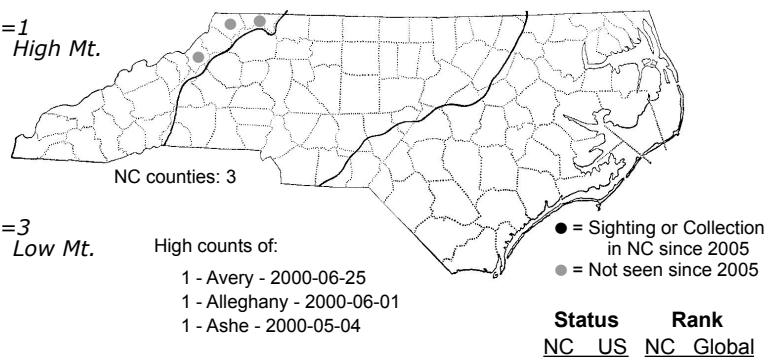 =1
High Mt.
NC counties: 3
=3
Low Mt.
High counts of:
1 - Avery - 2000-06-25
1 - Alleghany - 2000-06-01
1 - Ashe - 2000-05-04
● = Sighting or Collection
in NC since 2005
● = Not seen since 2005
Status Rank
NC US NC Global